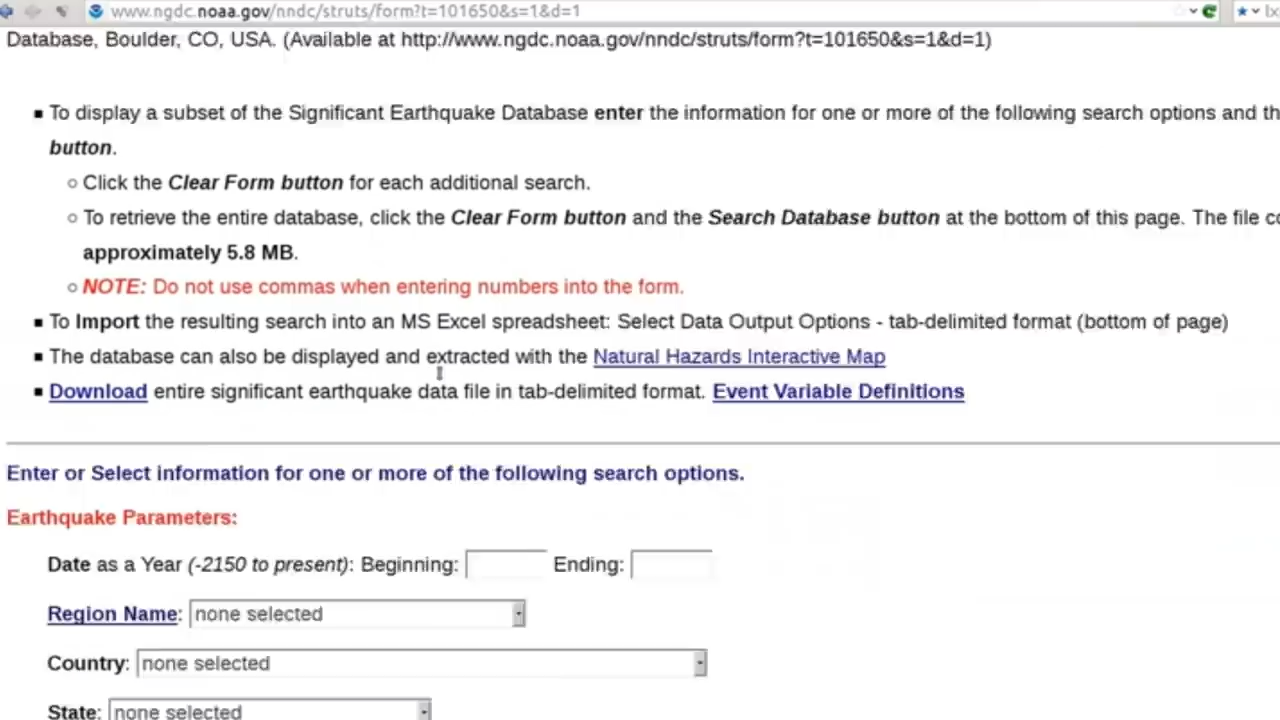 www.ngdc.noaa.gov/nndc/struts/form?t=101650&s=1&d=1
Database, Boulder, CO, USA. (Available at http://www.ngdc.noaa.gov/nndc/struts/form?t=101650&s=1&d=1)
To display a subset of the Significant Earthquake Database enter the information for one or more of the following search options and
button.
Click the Clear Form button for each additional search.
To retrieve the entire database, click the Clear Form button and the Search Database button at the bottom of this page. The file
approximately 5.8 MB.
NOTE: Do not use commas when entering numbers into the form.
To Import the resulting search into an MS Excel spreadsheet: Select Data Output Options - tab-delimited format (bottom of page)
The database can also be displayed and extracted with the Natural Hazards Interactive Map
Download entire significant earthquake data file in tab-delimited format. Event Variable Definitions
Enter or Select information for one or more of the following search options.
Earthquake Parameters:
Date as a Year (-2150 to present): Beginning: Ending:
Region Name: none selected
Country: none selected
State: none selected